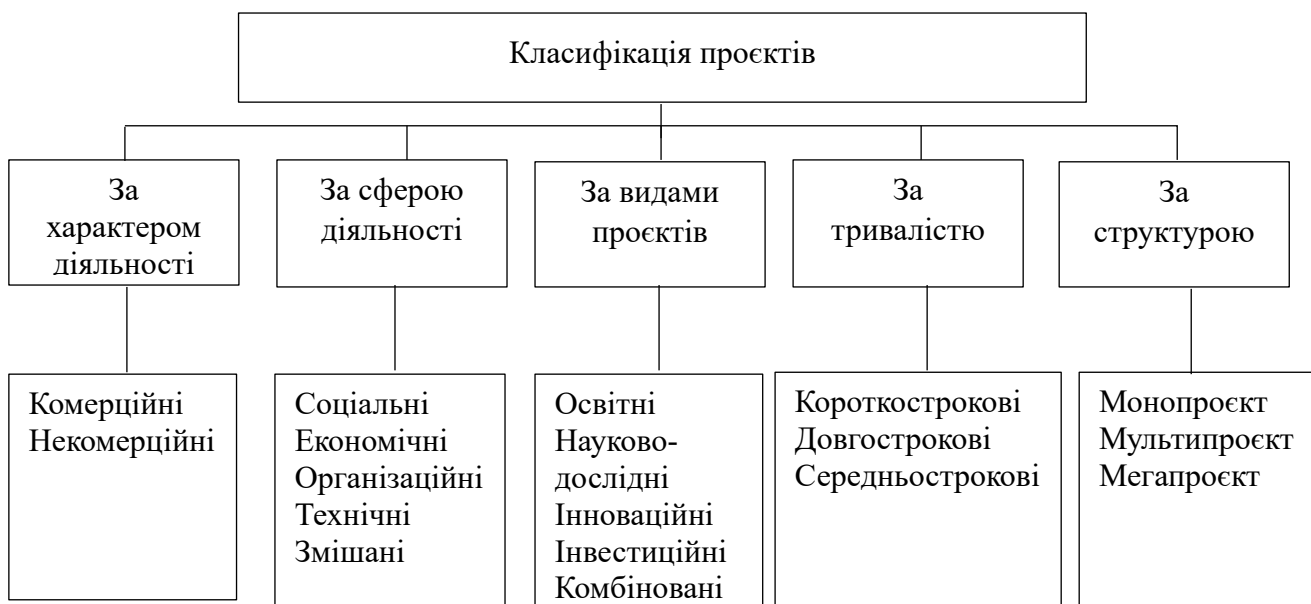 Класифікація проєктів
За
характером
діяльності
За сферою
діяльності
За видами
проєктів
За
тривалістю
За
структурою
Комерційні
Некомерційні
Соціальні
Економічні
Організаційні
Технічні
Змішані
Освітні
Науково-
дослідні
Інноваційні
Інвестиційні
Комбіновані
Короткострокові
Довгострокові
Середньострокові
Монопроєкт
Мультипроєкт
Мегапроєкт